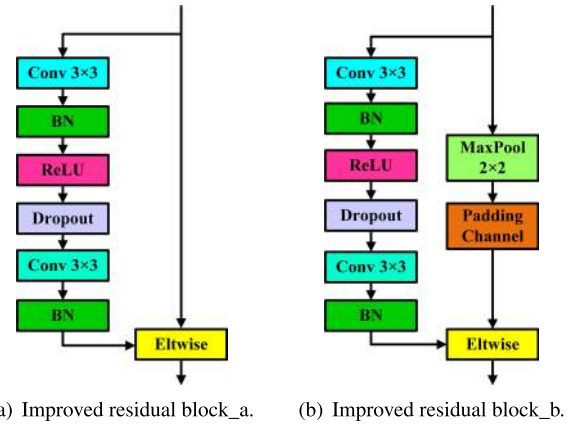 Conv 3×3
BN
ReLU
Dropout
Conv 3×3
BN
Eltwise
a) Improved residual block_a.
Conv 3×3
BN
ReLU
Dropout
Conv 3×3
BN
MaxPool
2×2
Padding
Channel
Eltwise
(b) Improved residual block_b.